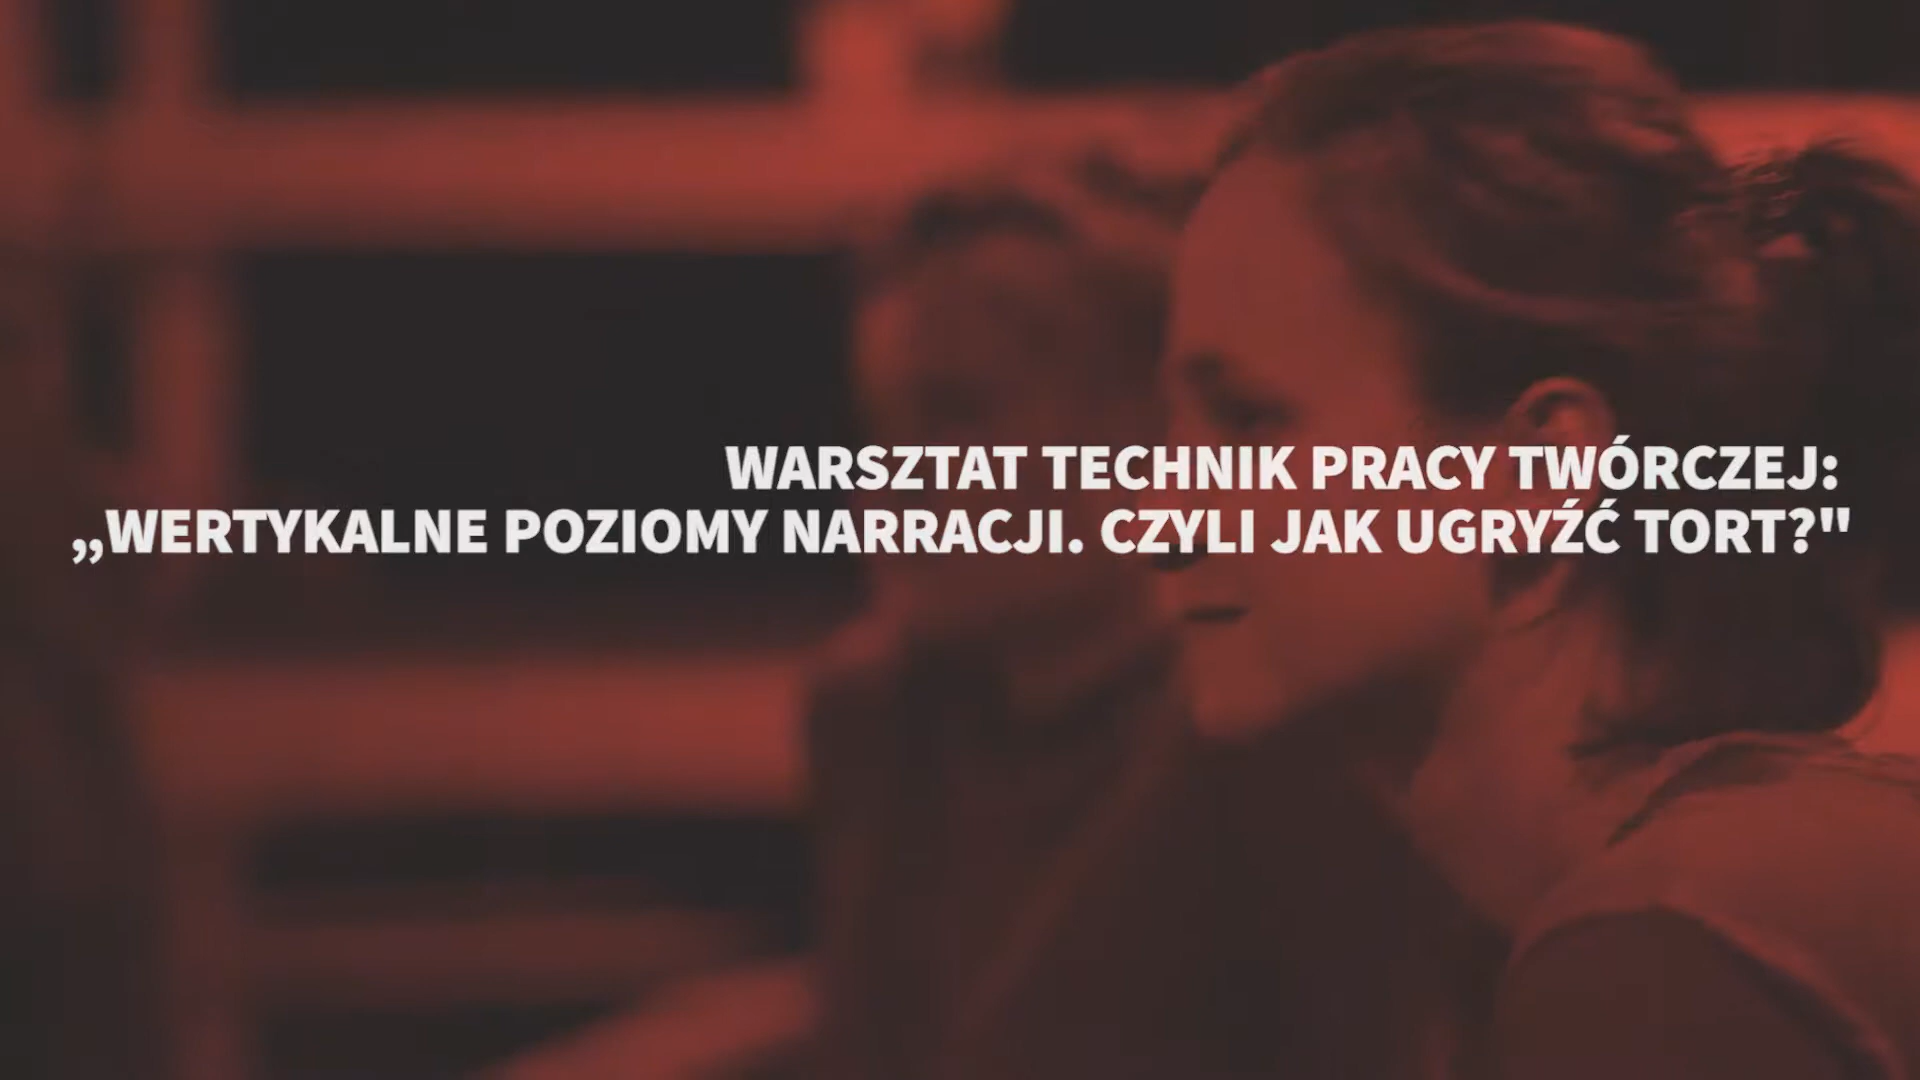 WARSZTAT TECHNIK PRACY TWÓRCZEJ:
„WERTYKALNE POZIOMY NARRACJI. CZYLI JAK UGRYŹĆ TORT?"